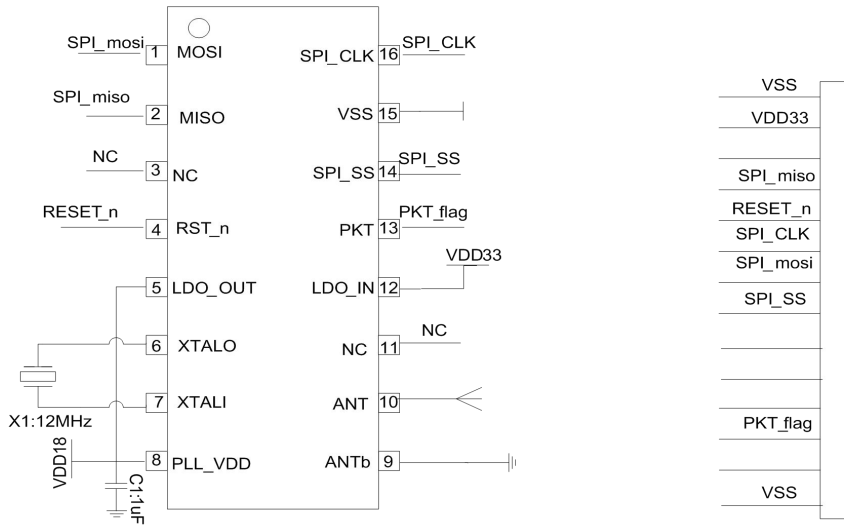 SPI_mosi 1 MOSI SPI_CLK 16 SPI_CLK
SPI_miso 2 MISO VSS 15
NC 3 NC SPI_SS 14 SPI_SS
RESET_n 4 RST_n PKT 13 PKT_flag
5 LDO_OUT LDO_IN 12 VDD33
6 XTALO NC 11 NC
X1:12MHz
7 XTALI ANT 10
VDD18 8 PLL_VDD ANTb 9
C1:1uF
VSS
VDD33
SPI_miso
RESET_n
SPI_CLK
SPI_mosi
SPI_SS
PKT_flag
VSS